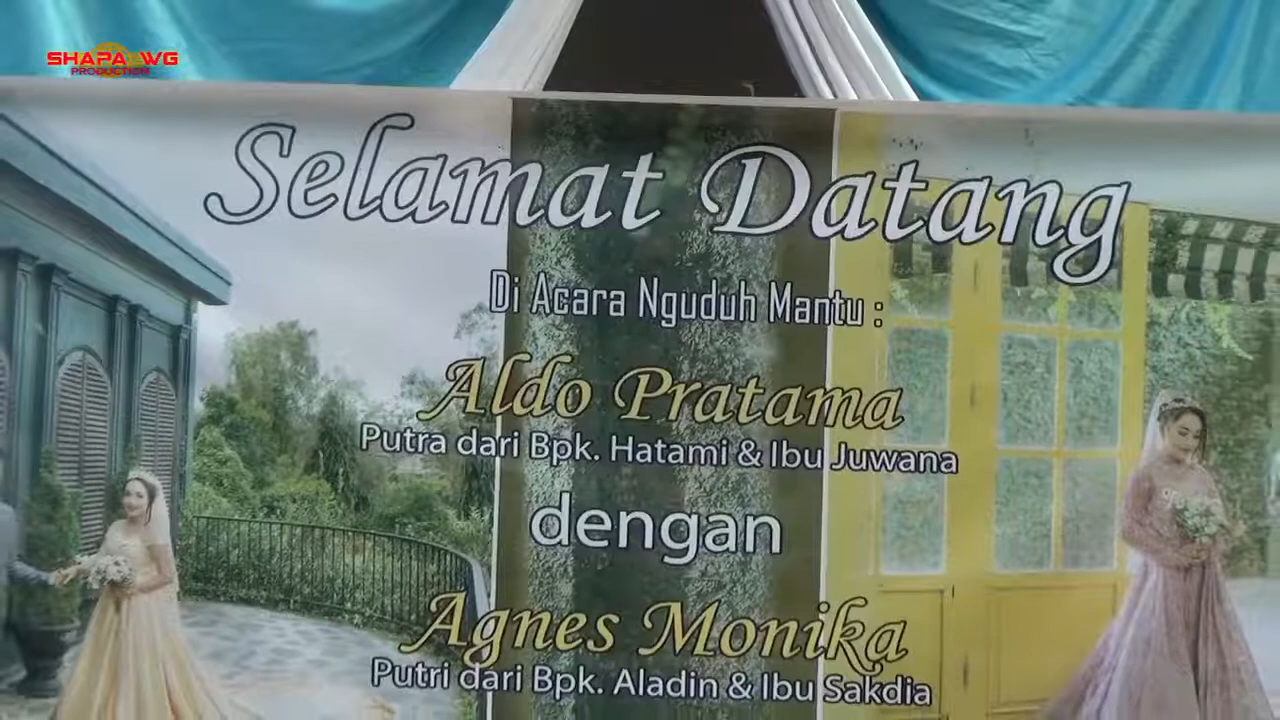 SHAPA WG
PRODUCTION
Selamat Datang
Di Acara Nguduh Mantu :
Aldo Pratama
Putra dari Bpk. Hatami & Ibu Juwana
dengan
Agnes Monika
Putri dari Bpk. Aladin & Ibu Sakdia